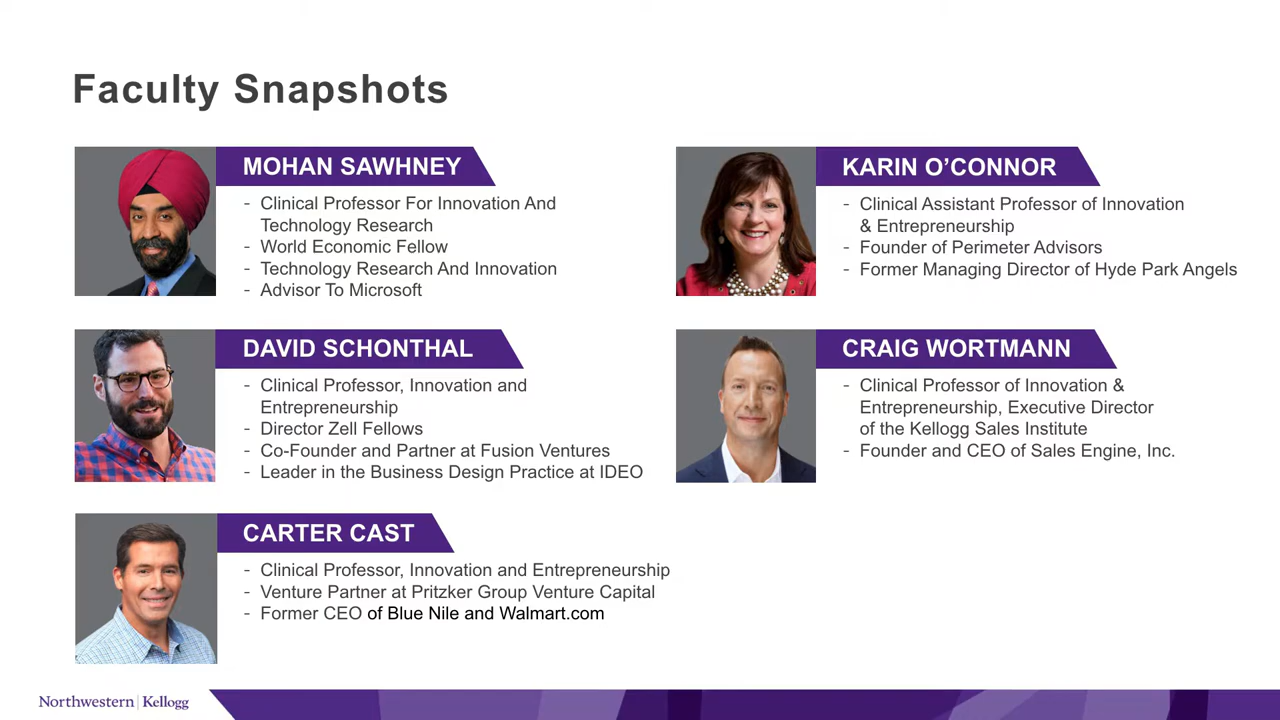 Faculty Snapshots
MOHAN SAWHNEY
- Clinical Professor For Innovation And
Technology Research
- World Economic Fellow
- Technology Research And Innovation
- Advisor To Microsoft
KARIN O’CONNOR
- Clinical Assistant Professor of Innovation
& Entrepreneurship
- Founder of Perimeter Advisors
- Former Managing Director of Hyde Park Angels
DAVID SCHONTHAL
- Clinical Professor, Innovation and
Entrepreneurship
- Director Zell Fellows
- Co-Founder and Partner at Fusion Ventures
- Leader in the Business Design Practice at IDEO
CRAIG WORTMANN
- Clinical Professor of Innovation &
Entrepreneurship, Executive Director
of the Kellogg Sales Institute
- Founder and CEO of Sales Engine, Inc.
CARTER CAST
- Clinical Professor, Innovation and Entrepreneurship
- Venture Partner at Pritzker Group Venture Capital
- Former CEO of Blue Nile and Walmart.com
Northwestern | Kellogg